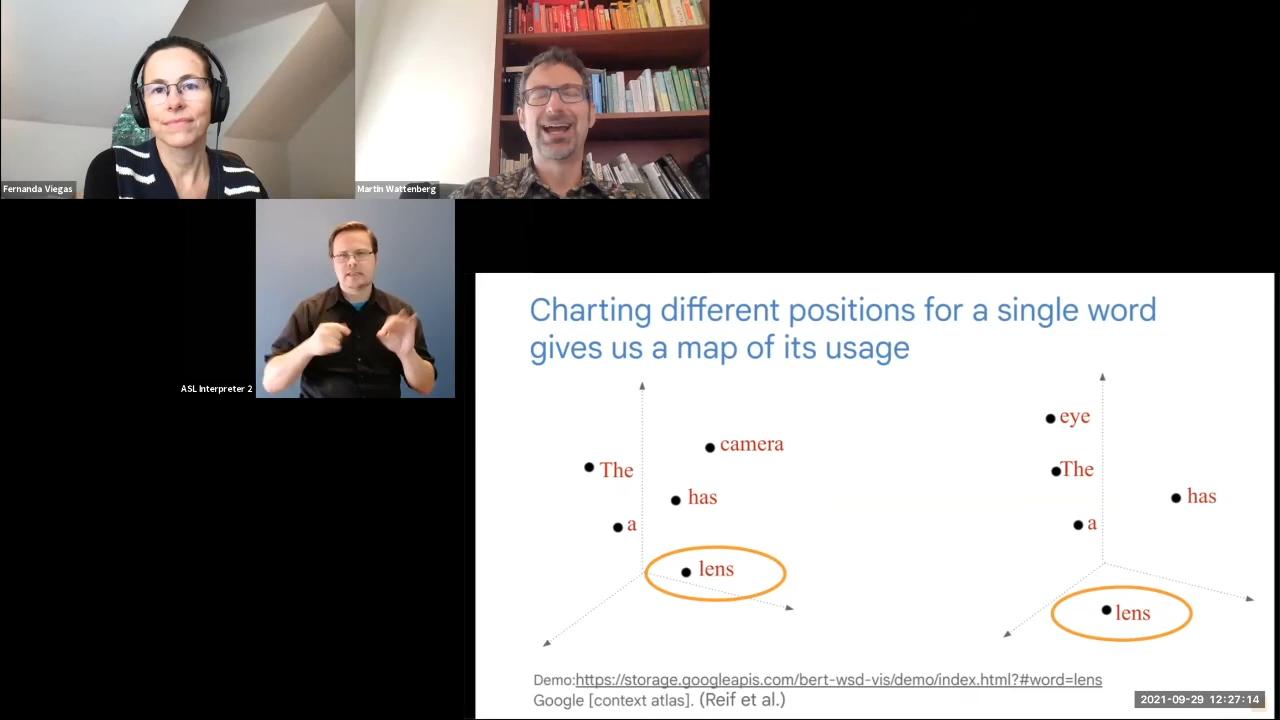 Fernanda Viegas
Martin Wattenberg
ASL Interpreter 2
Charting different positions for a single word
gives us a map of its usage
camera
The
has
a
lens
eye
The
has
a
lens
Demo:https://storage.googleapis.com/bert-wsd-vis/demo/index.html?#word=lens
Google [context atlas]. (Reif et al.)
2021-09-29 12:27:14